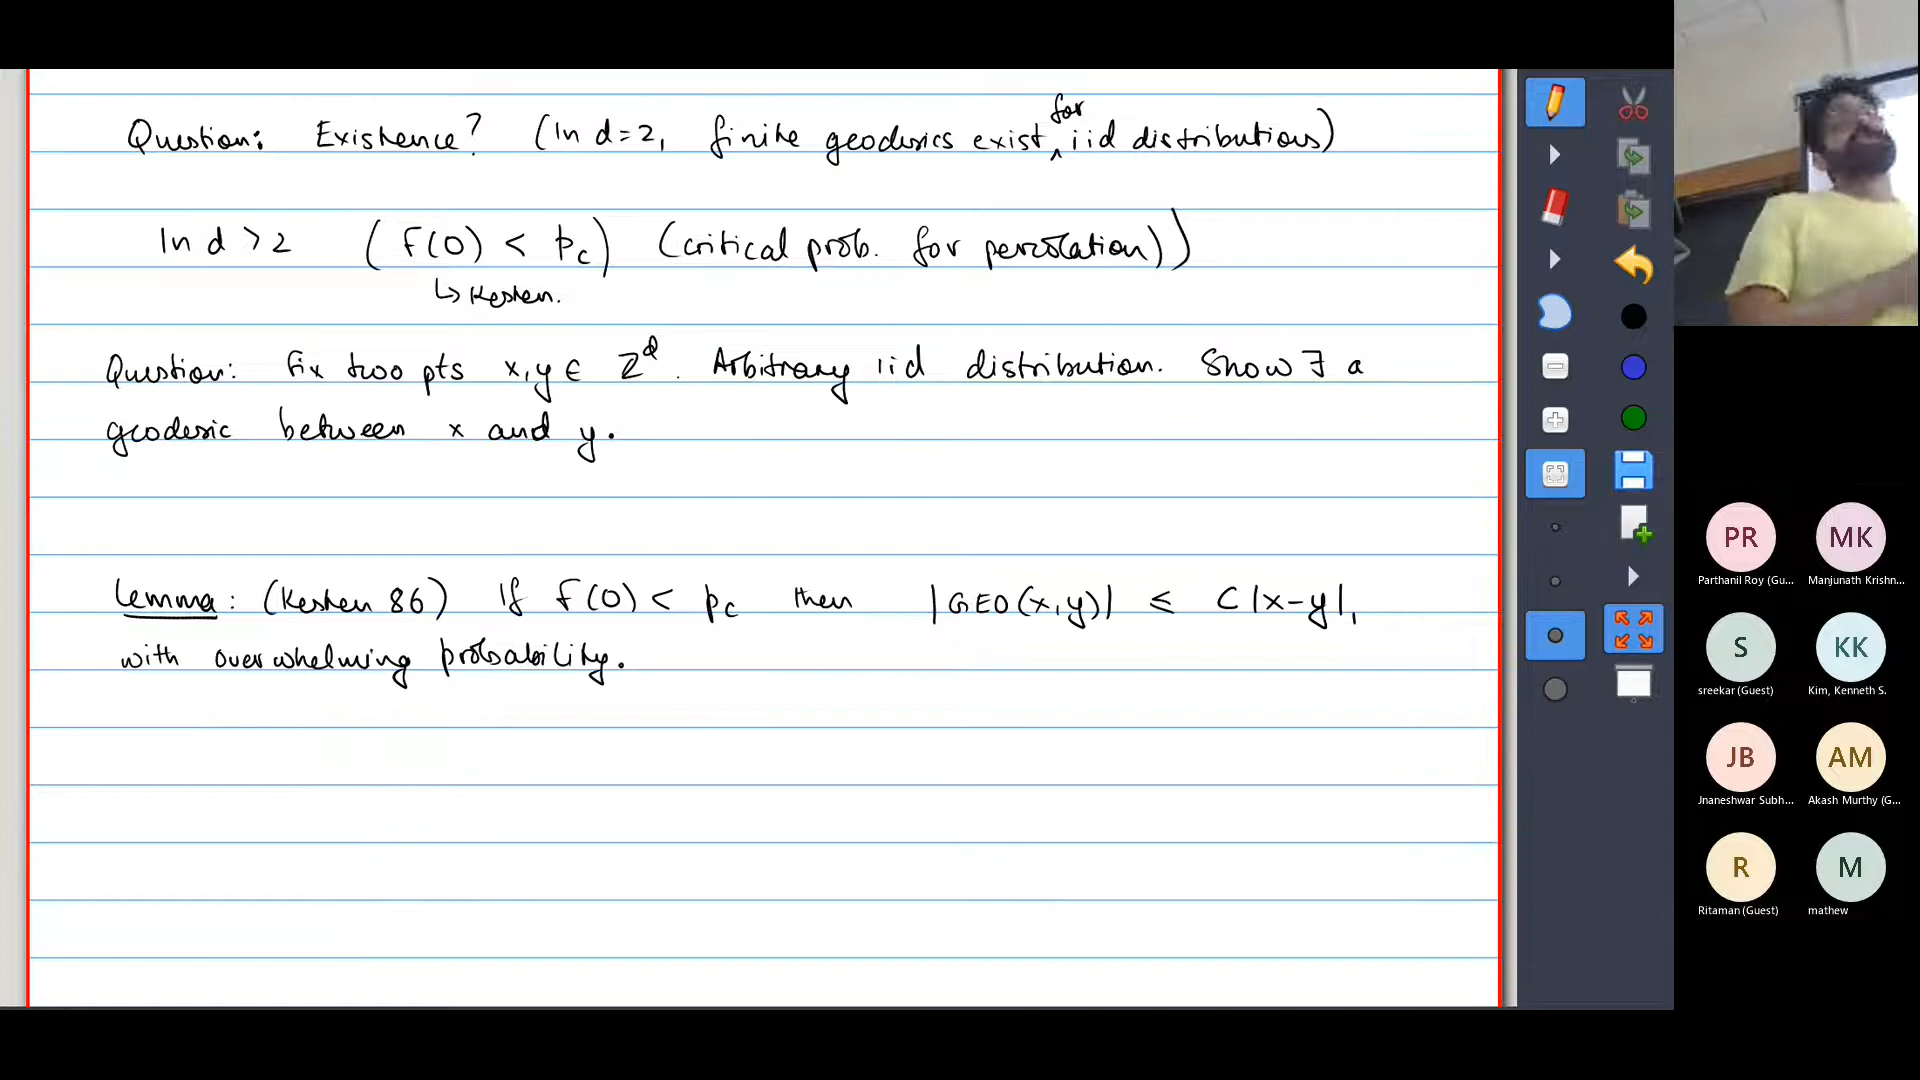 Question: Existence? (In d=2, finite geodesics exist for iid distributions)
In d > 2 (F(0) < pc) (critical prob. for percolation))
↳ Kesten.
Question: Fix two pts x,y ∈ Z^d. Arbitrary iid distribution. Show ∃ a
geodesic between x and y.
Lemma: (Kesten 86) If F(0) < pc then |GEO(x,y)| ≤ C|x-y|₁
with overwhelming probability.
PR
MK
Parthanil Roy (Gu...
Manjunath Krishn...
S
KK
sreekar (Guest)
Kim, Kenneth S.
JB
AM
Jnaneshwar Subh...
Akash Murthy (G...
R
M
Ritaman (Guest)
mathew